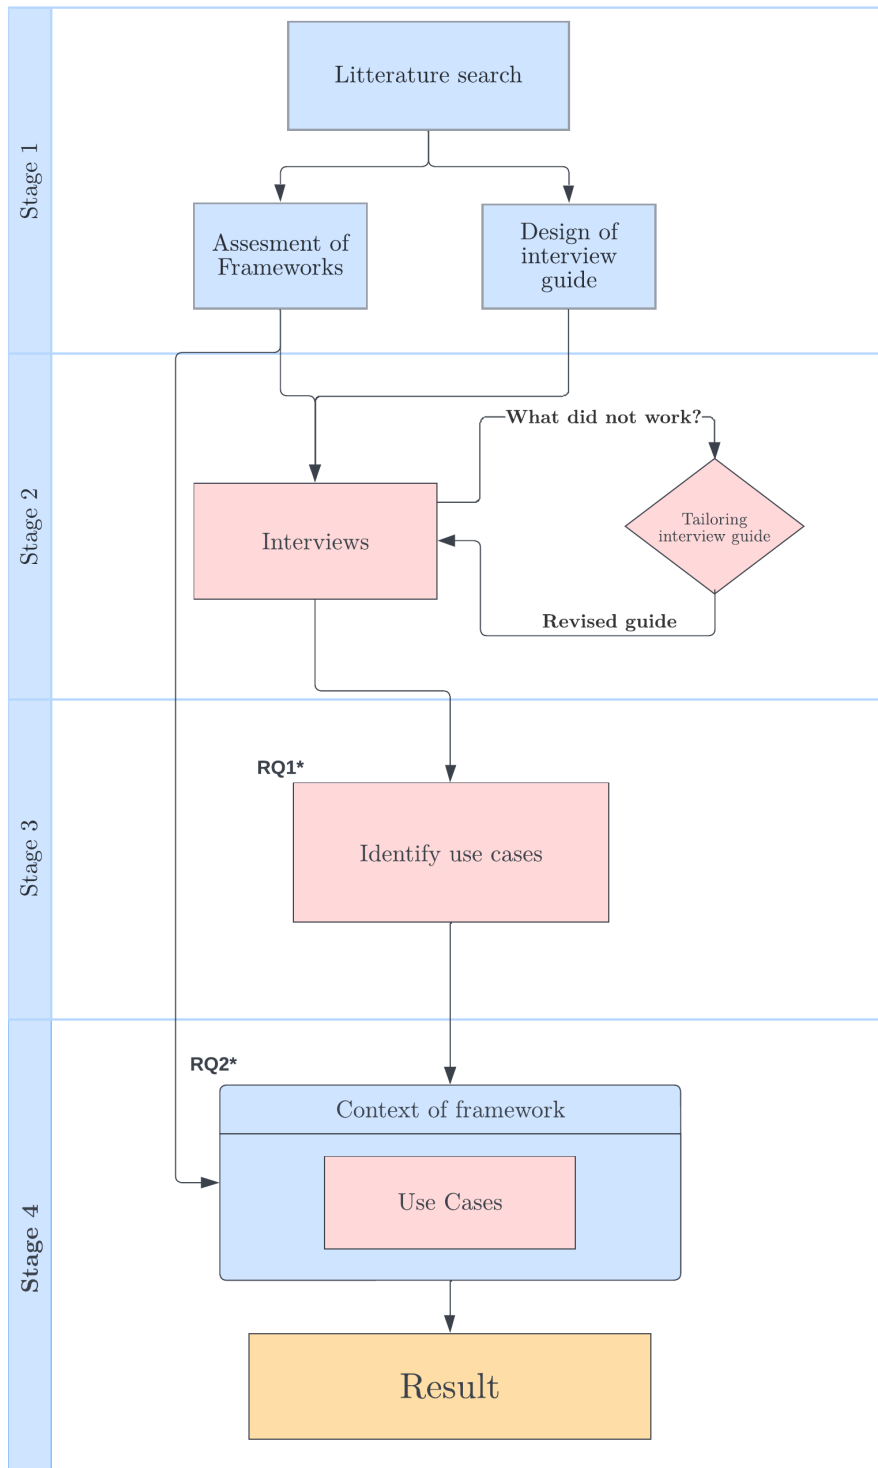 Stage 1
Litterature search
Assesment of
Frameworks
Design of
interview
guide
Stage 2
What did not work?
Tailoring
interview guide
Interviews
Revised guide
Stage 3
RQ1*
Identify use cases
Stage 4
RQ2*
Context of framework
Use Cases
Result